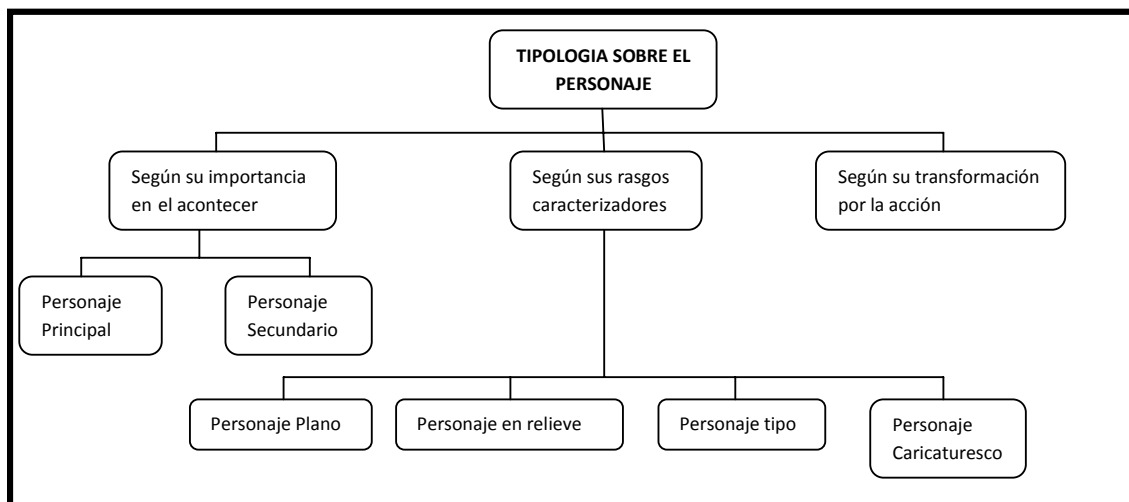 TIPOLOGIA SOBRE EL
PERSONAJE
Según su importancia
en el acontecer
Según sus rasgos
caracterizadores
Según su transformación
por la acción
Personaje
Principal
Personaje
Secundario
Personaje Plano
Personaje en relieve
Personaje tipo
Personaje
Caricaturesco